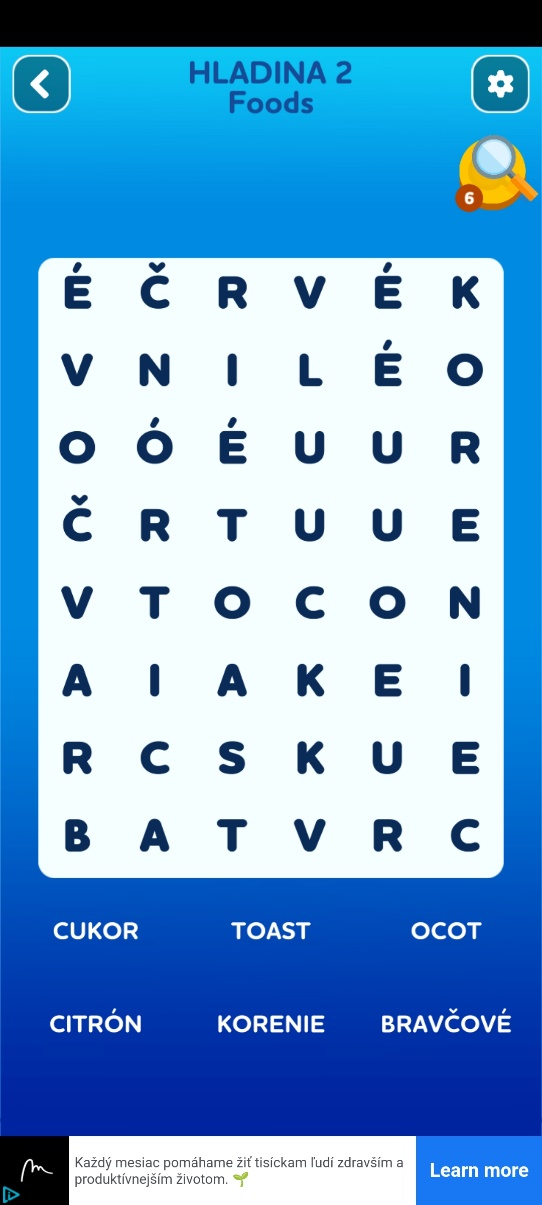 HLADINA 2
Foods
6
É Č R V É K
V N I L É O
O Ó É U U R
Č R T U U E
V T O C O N
A I A K E I
R C S K U E
B A T V R C
CUKOR TOAST OCOT
CITRÓN KORENIE BRAVČOVÉ
Každý mesiac pomáhame žiť tisíckam ľudí zdravším a
produktívnejším životom. 🌱
Learn more